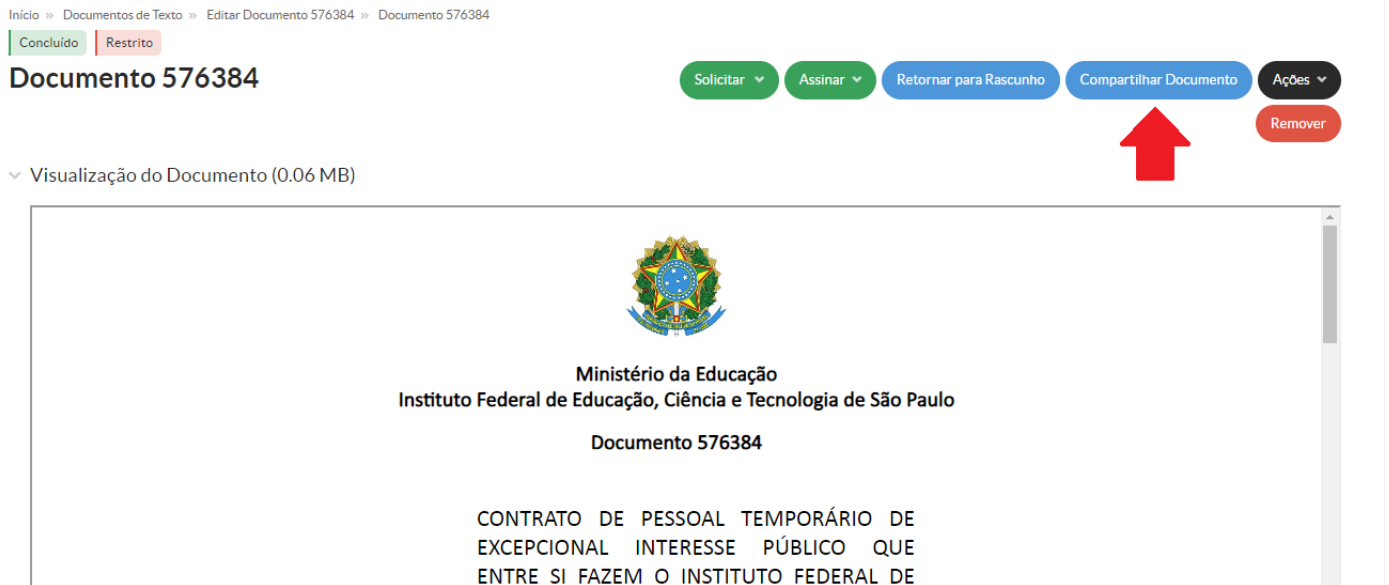 Início » Documentos de Texto » Editar Documento 576384 » Documento 576384
Concluído Restrito
Documento 576384
Solicitar Assinar Retornar para Rascunho Compartilhar Documento Ações
Remover
Visualização do Documento (0.06 MB)
Ministério da Educação
Instituto Federal de Educação, Ciência e Tecnologia de São Paulo
Documento 576384
CONTRATO DE PESSOAL TEMPORÁRIO DE
EXCEPCIONAL INTERESSE PÚBLICO QUE
ENTRE SI FAZEM O INSTITUTO FEDERAL DE